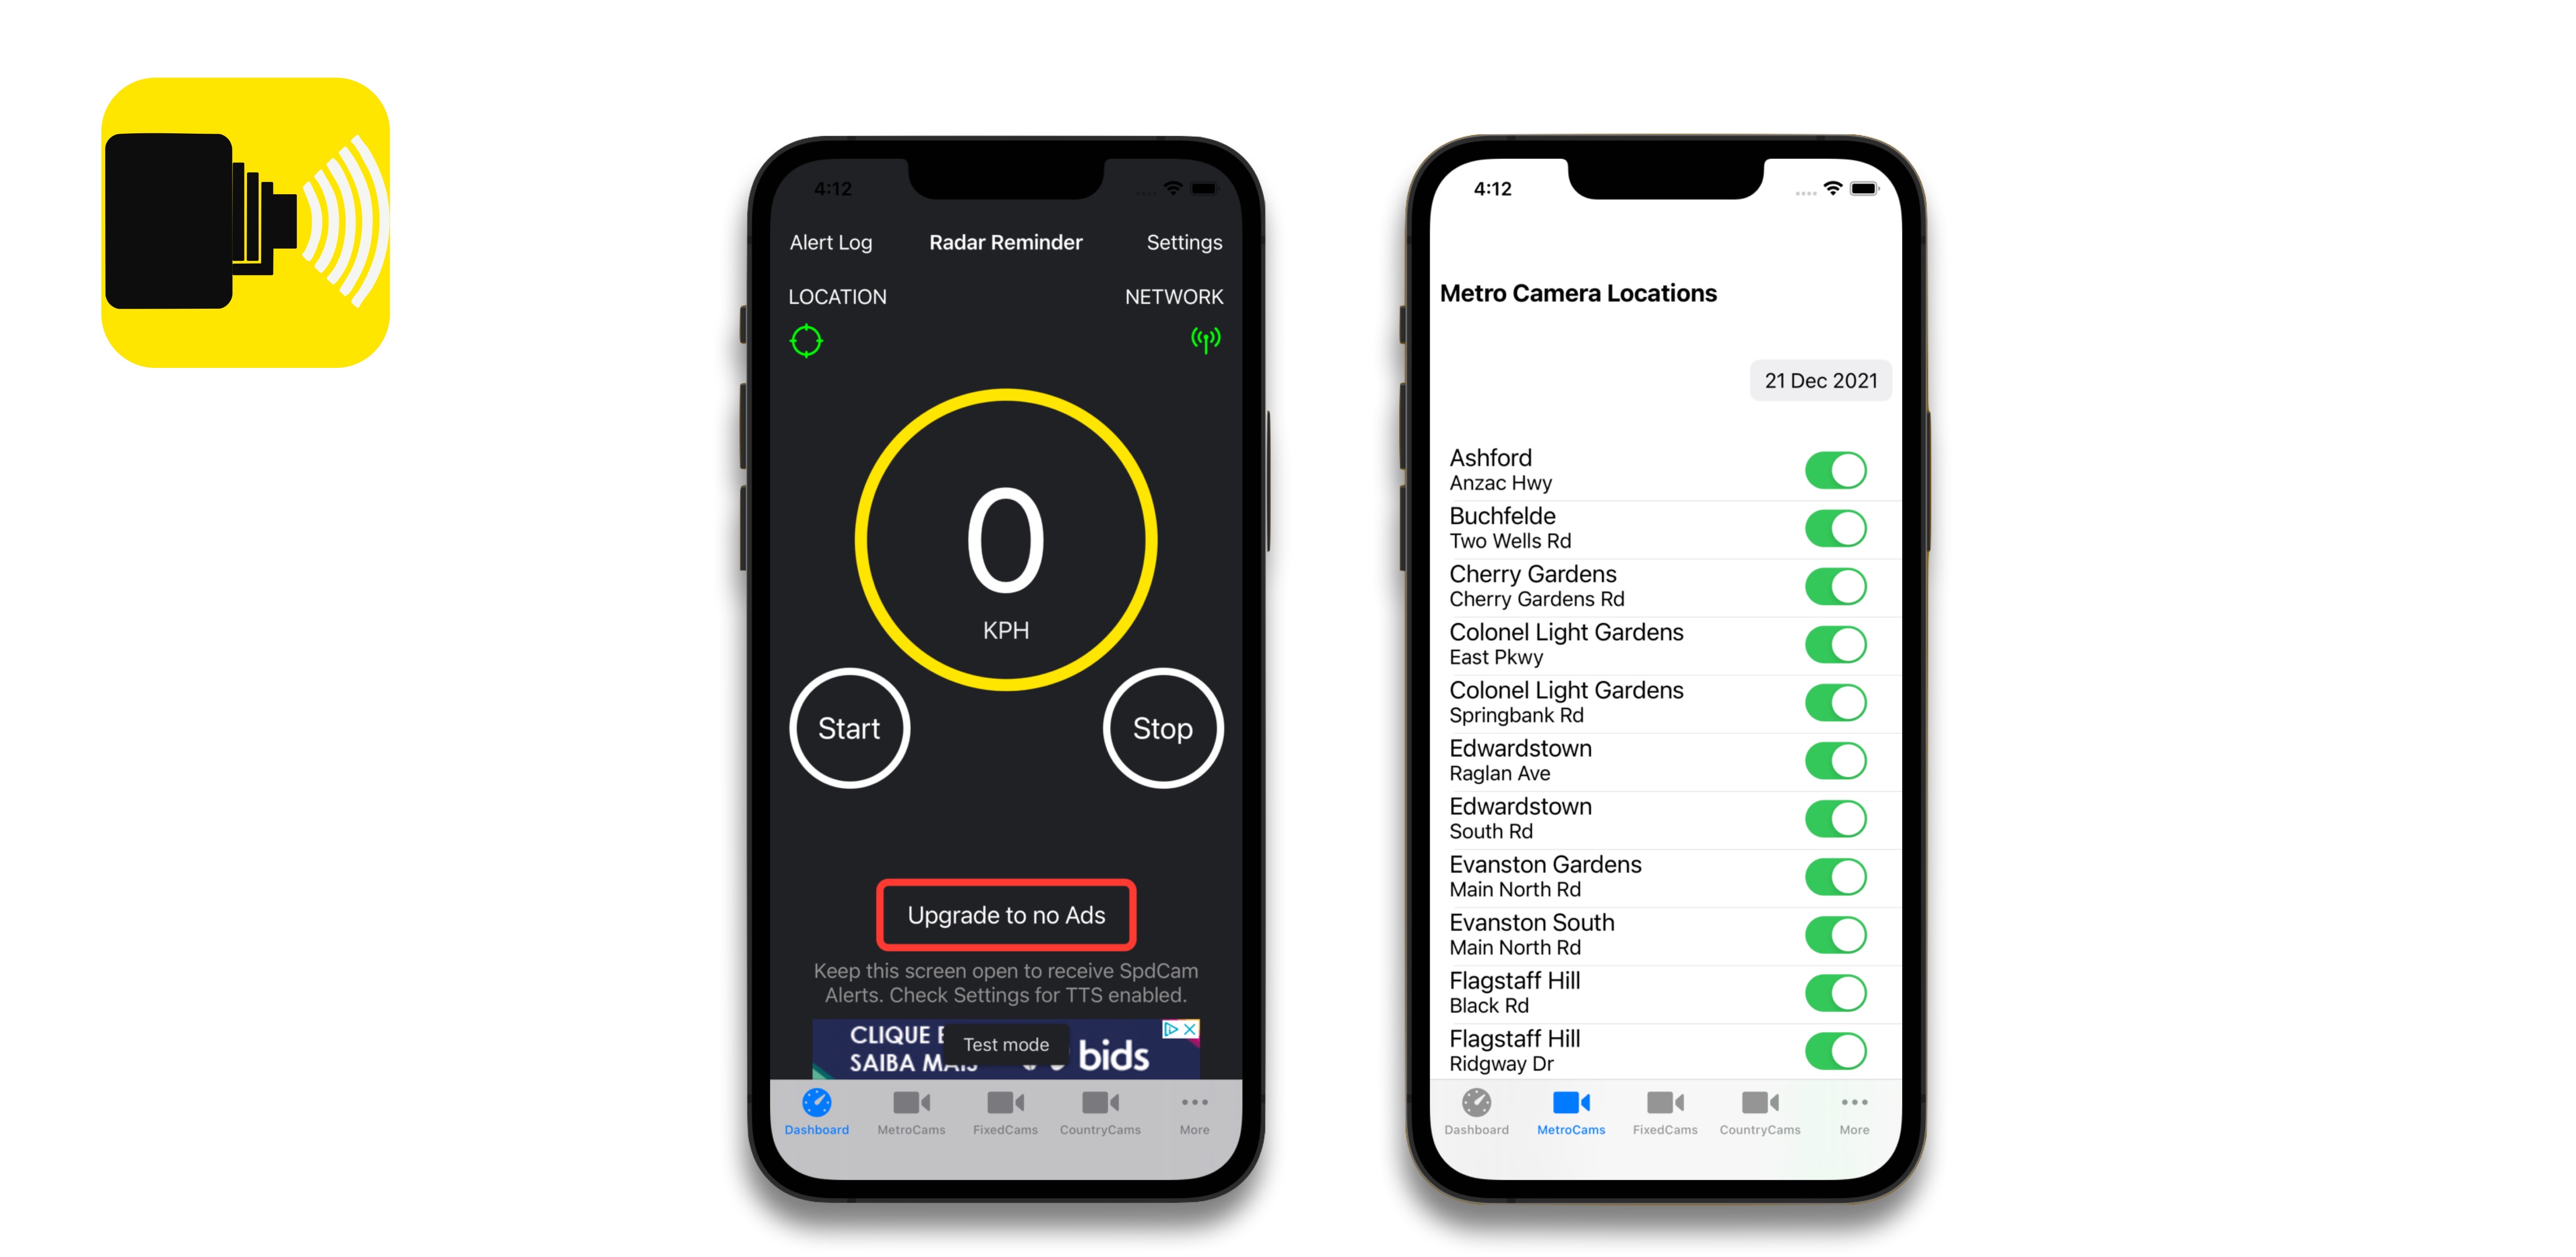 4:12
Alert Log Radar Reminder Settings
LOCATION NETWORK
0
KPH
Start Stop
Upgrade to no Ads
Keep this screen open to receive SpdCam
Alerts. Check Settings for TTS enabled.
CLIQUE
SAIBA
Test mode
bids
Dashboard MetroCams FixedCams CountryCams More
4:12
Metro Camera Locations
21 Dec 2021
Ashford
Anzac Hwy
Buchfelde
Two Wells Rd
Cherry Gardens
Cherry Gardens Rd
Colonel Light Gardens
East Pkwy
Colonel Light Gardens
Springbank Rd
Edwardstown
Raglan Ave
Edwardstown
South Rd
Evanston Gardens
Main North Rd
Evanston South
Main North Rd
Flagstaff Hill
Black Rd
Flagstaff Hill
Ridgway Dr
Dashboard MetroCams FixedCams CountryCams More